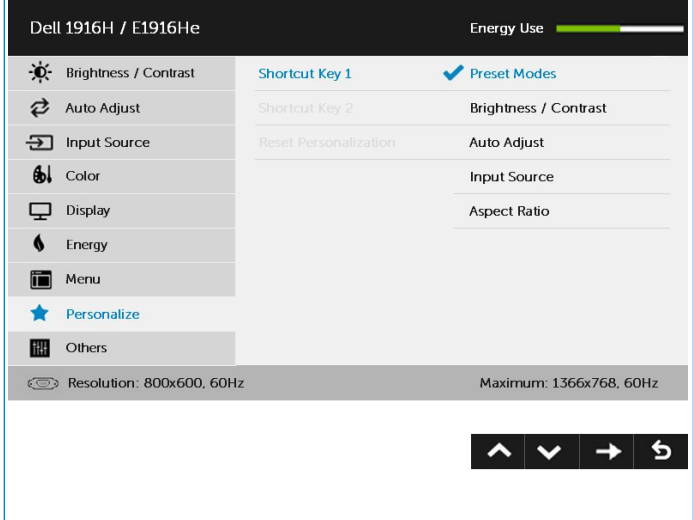 Dell 1916H / E1916He Energy Use
Brightness / Contrast Shortcut Key 1 Preset Modes
Auto Adjust Shortcut Key 2 Brightness / Contrast
Input Source Reset Personalization Auto Adjust
Color Input Source
Display Aspect Ratio
Energy
Menu
Personalize
Others
Resolution: 800x600, 60Hz Maximum: 1366x768, 60Hz